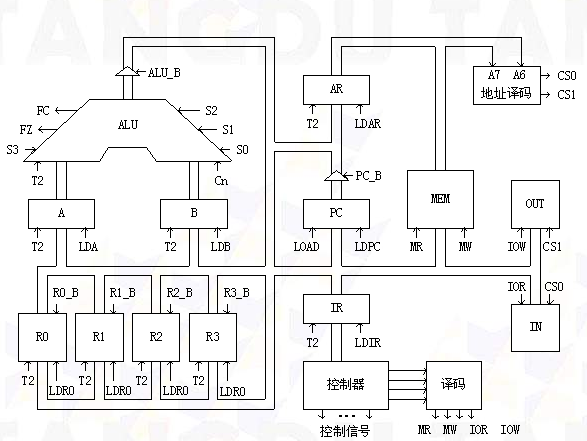 TANGDU TANGDU
ALU_B
AR
A7 A6
地址译码
CS0
CS1
T2
LDAR
FC
FZ
S3
ALU
S2
S1
S0
T2
Cn
PC_B
A
B
PC
MEM
OUT
T2
LDA
T2
LDB
LOAD
LDPC
MR
MW
IOW
CS1
R0_B
R1_B
R2_B
R3_B
IOR
CS0
R0
R1
R2
R3
IR
IN
T2
LDIR
T2
LDR0
T2
LDR0
T2
LDR0
T2
LDR0
控制器
译码
...
控制信号
MR MW IOR IOW